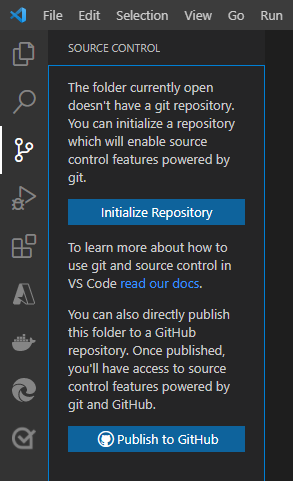 File Edit Selection View Go Run
SOURCE CONTROL
The folder currently open
doesn't have a git repository.
You can initialize a repository
which will enable source
control features powered by
git.
Initialize Repository
To learn more about how to
use git and source control in
VS Code read our docs.
You can also directly publish
this folder to a GitHub
repository. Once published,
you'll have access to source
control features powered by
git and GitHub.
Publish to GitHub